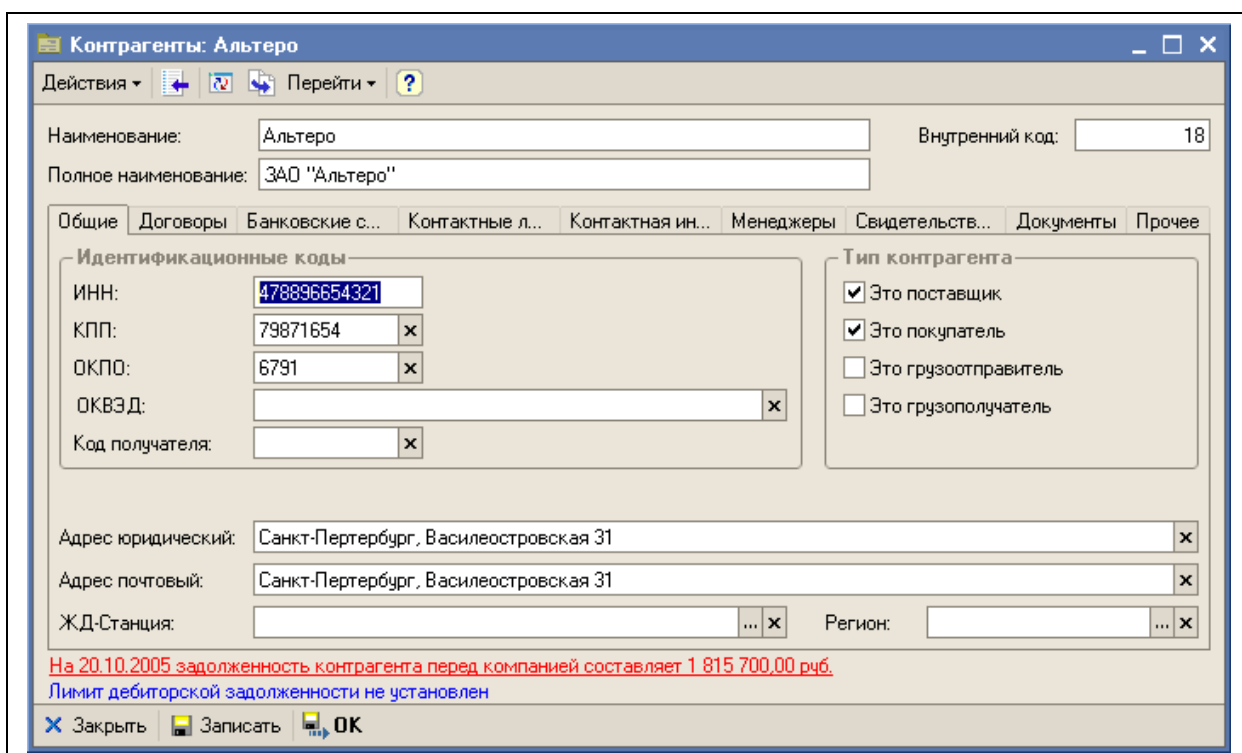 Контрагенты: Альтеро
Действия Перейти ?
Наименование: Альтеро Внутренний код: 18
Полное наименование: ЗАО "Альтеро"
Общие Договоры Банковские с... Контактные л... Контактная ин... Менеджеры Свидетельств... Документы Прочее
Идентификационные коды Тип контрагента
ИНН: 478896654321 Это поставщик
КПП: 79871654 Это покупатель
ОКПО: 6791 Это грузоотправитель
ОКВЭД: Это грузополучатель
Код получателя:
Адрес юридический: Санкт-Пертербург, Василеостровская 31
Адрес почтовый: Санкт-Пертербург, Василеостровская 31
ЖД-Станция: ... Регион: ...
На 20.10.2005 задолженность контрагента перед компанией составляет 1 815 700,00 руб.
Лимит дебиторской задолженности не установлен
Закрыть Записать OK